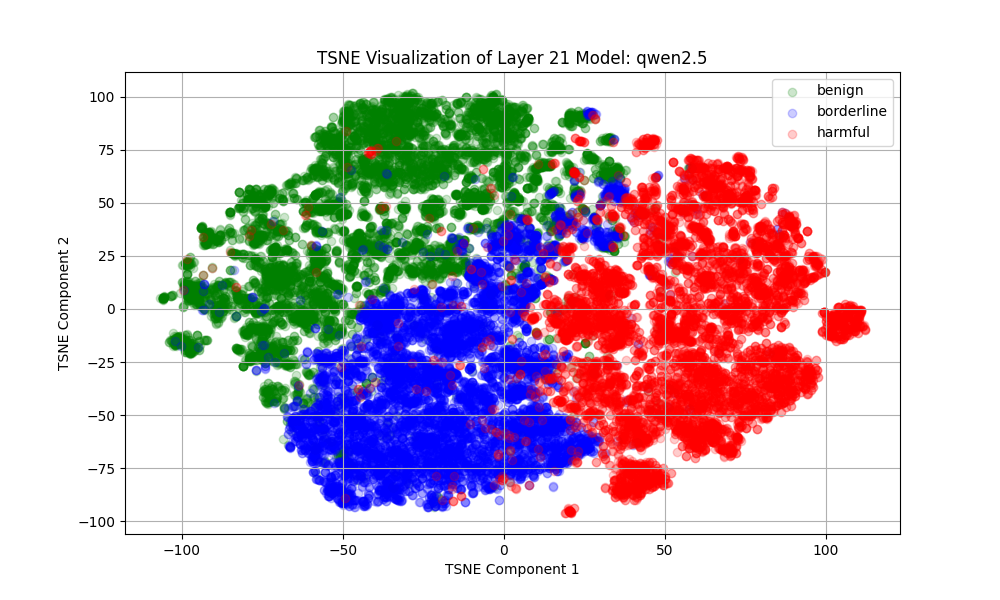 TSNE Visualization of Layer 21 Model: qwen2.5
benign
borderline
harmful
100
75
50
25
0
−25
−50
−75
−100
TSNE Component 2
−100
−50
0
50
100
TSNE Component 1